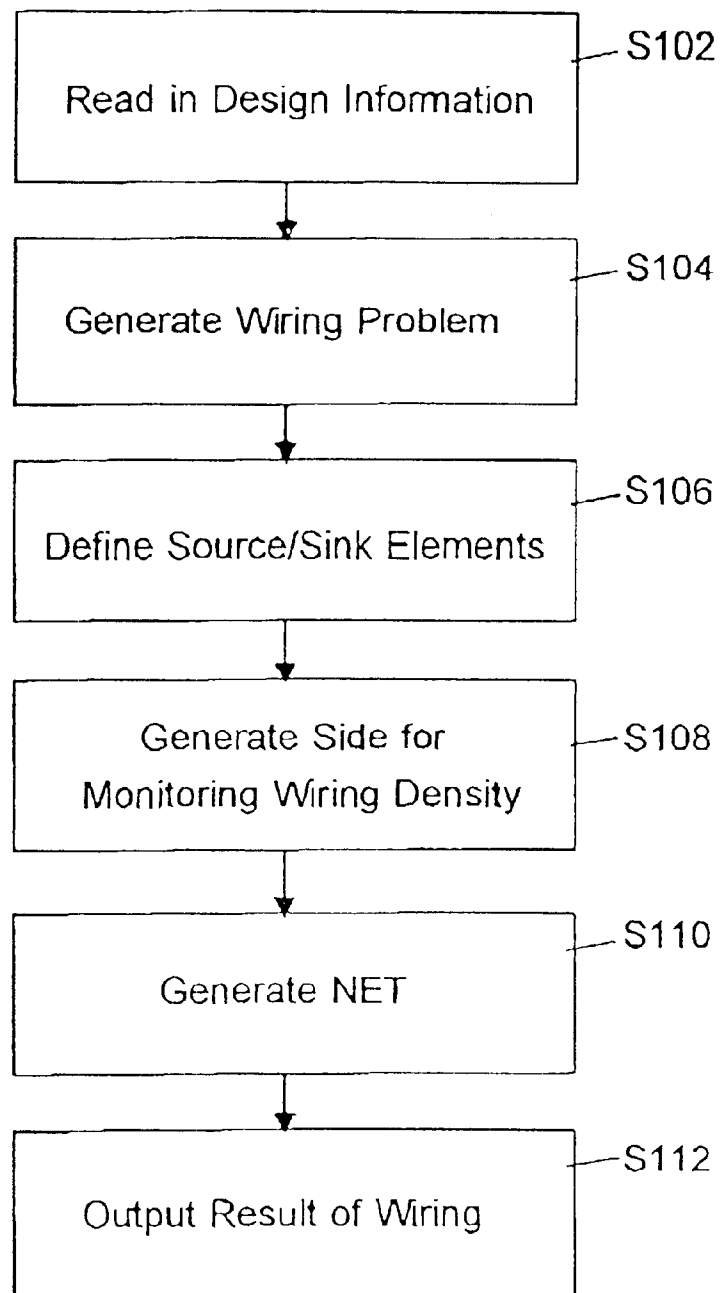 S102
Read in Design Information
S104
Generate Wiring Problem
S106
Define Source/Sink Elements
S108
Generate Side for
Monitoring Wiring Density
S110
Generate NET
S112
Output Result of Wiring